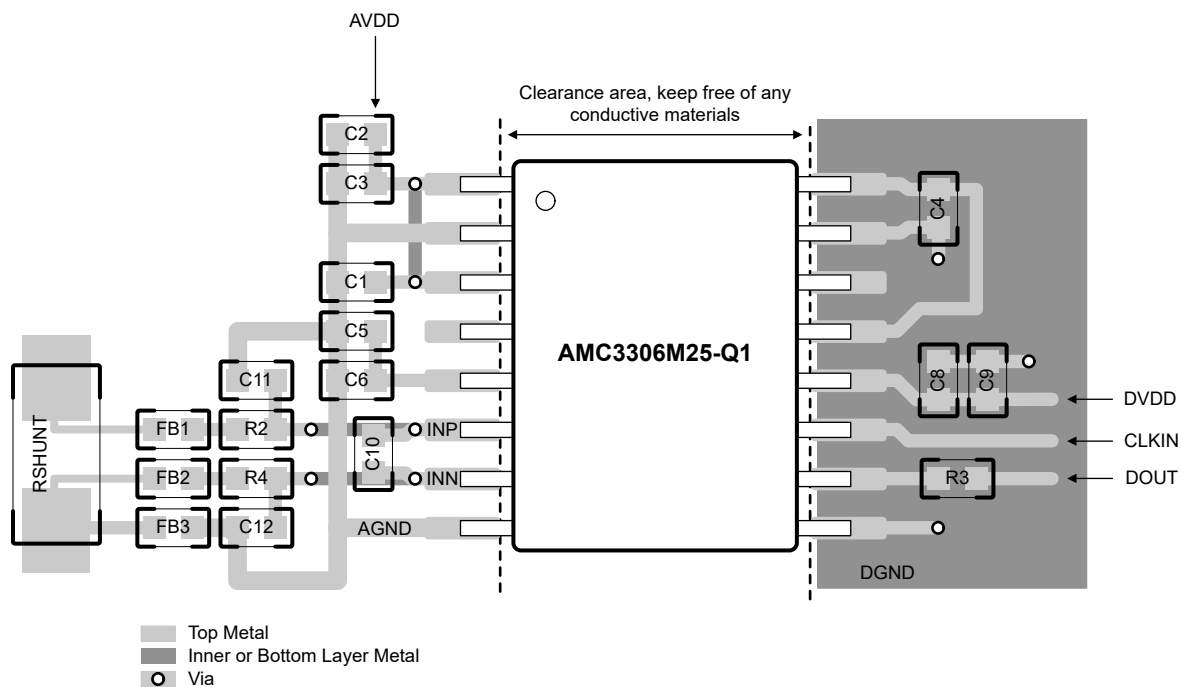 AVDD
Clearance area, keep free of any
conductive materials
C2
C3
C4
C1
C5
AMC3306M25-Q1
C11
C6
C8
C9
DVDD
RSHUNT
FB1
R2
C10
INP
CLKIN
FB2
R4
INN
R3
DOUT
FB3
C12
AGND
DGND
Top Metal
Inner or Bottom Layer Metal
Via